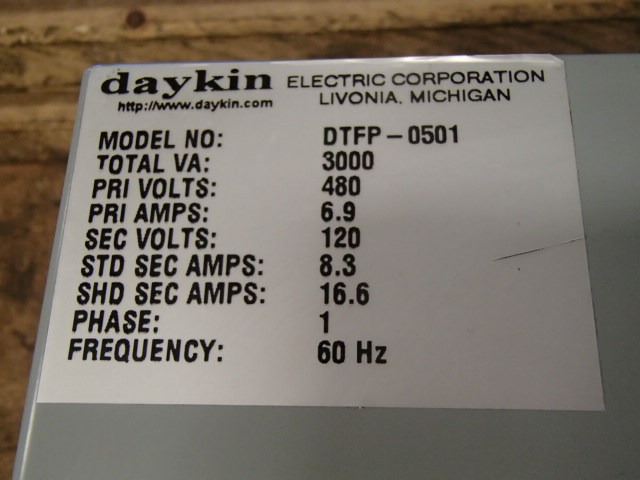 daykin ELECTRIC CORPORATION
http://www.daykin.com LIVONIA, MICHIGAN
MODEL NO: DTFP-0501
TOTAL VA: 3000
PRI VOLTS: 480
PRI AMPS: 6.9
SEC VOLTS: 120
STD SEC AMPS: 8.3
SHD SEC AMPS: 16.6
PHASE: 1
FREQUENCY: 60 Hz